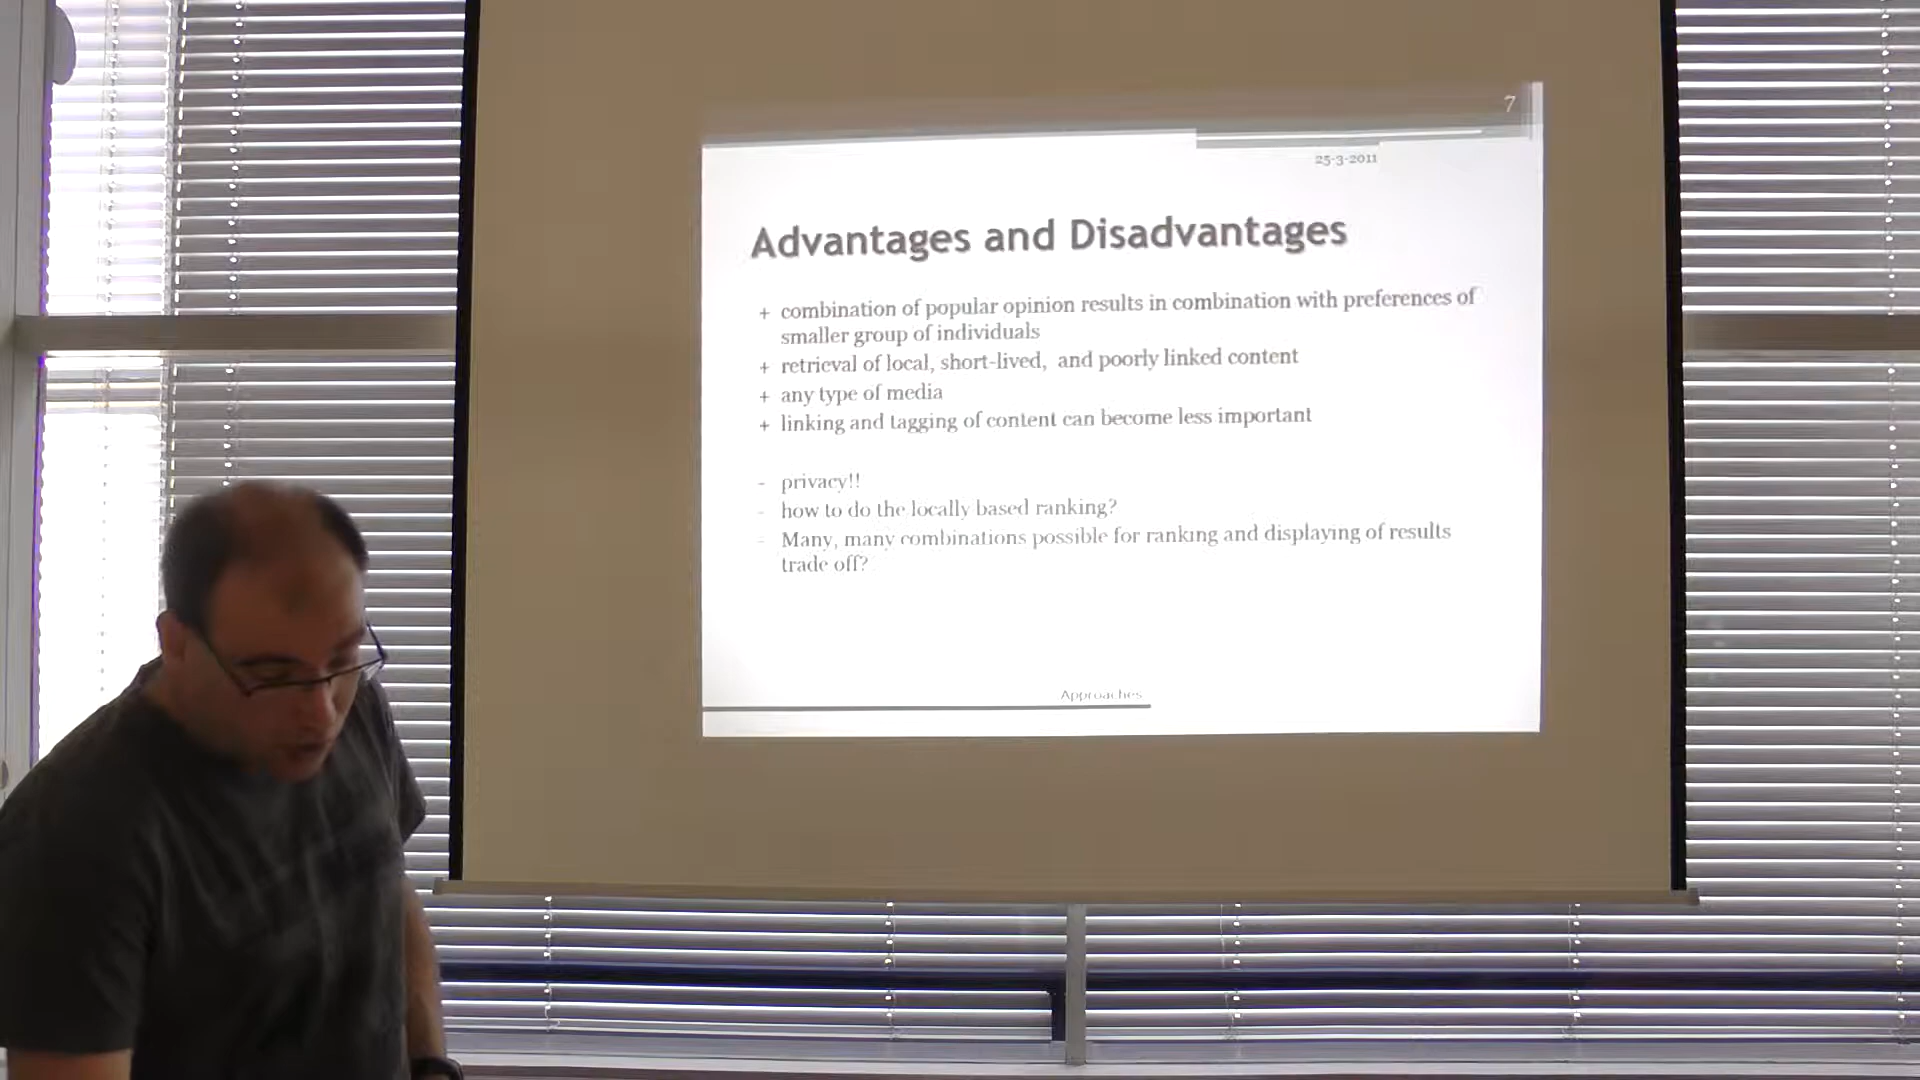 7
25-3-2011
Advantages and Disadvantages
+ combination of popular opinion results in combination with preferences of
smaller group of individuals
+ retrieval of local, short-lived, and poorly linked content
+ any type of media
+ linking and tagging of content can become less important
- privacy!!
- how to do the locally based ranking?
- Many, many combinations possible for ranking and displaying of results
trade off?
Approaches